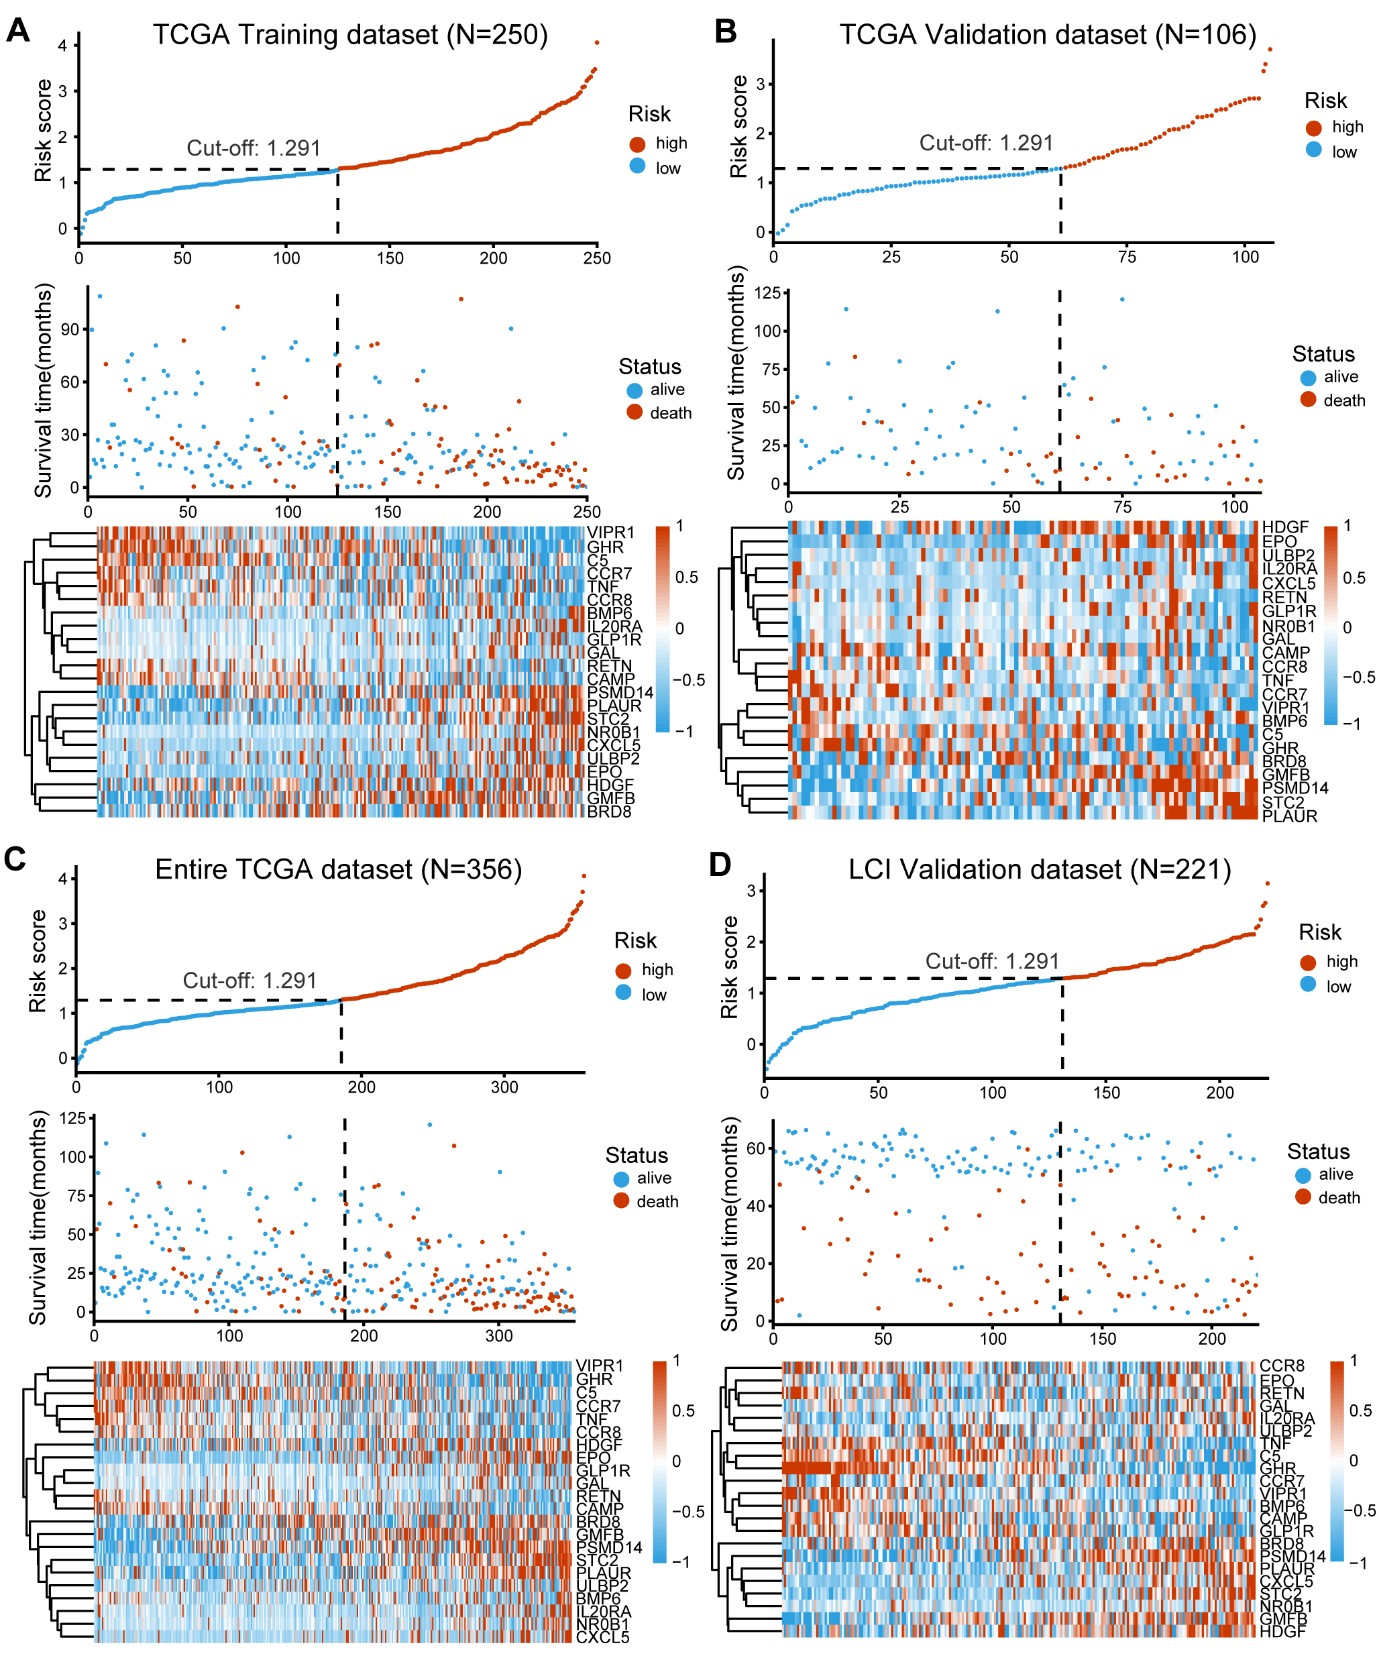 A
TCGA Training dataset (N=250)
Risk score
4
3
2
1
0
Cut-off: 1.291
0
50
100
150
200
250
Risk
high
low
Survival time(months)
90
60
30
0
0
50
100
150
200
250
Status
alive
death
VIPR1
GHR
C5
CCR7
TNF
CCR8
BMP6
IL20RA
GLP1R
GAL
RETN
CAMP
PSMD14
PLAUR
STC2
NR0B1
CXCL5
ULBP2
EPO
HDGF
GMFB
BRD8
1
0.5
0
−0.5
−1
B
TCGA Validation dataset (N=106)
Risk score
3
2
1
0
Cut-off: 1.291
0
25
50
75
100
Risk
high
low
Survival time(months)
125
100
75
50
25
0
0
25
50
75
100
Status
alive
death
HDGF
EPO
ULBP2
IL20RA
CXCL5
RETN
GLP1R
NR0B1
GAL
CAMP
CCR8
TNF
CCR7
VIPR1
BMP6
C5
GHR
BRD8
GMFB
PSMD14
STC2
PLAUR
1
0.5
0
−0.5
−1
C
Entire TCGA dataset (N=356)
Risk score
4
3
2
1
0
Cut-off: 1.291
0
100
200
300
Risk
high
low
Survival time(months)
125
100
75
50
25
0
0
100
200
300
Status
alive
death
VIPR1
GHR
C5
CCR7
TNF
CCR8
HDGF
EPO
GLP1R
GAL
RETN
CAMP
BRD8
GMFB
PSMD14
STC2
PLAUR
ULBP2
BMP6
IL20RA
NR0B1
CXCL5
1
0.5
0
−0.5
−1
D
LCI Validation dataset (N=221)
Risk score
3
2
1
0
Cut-off: 1.291
0
50
100
150
200
Risk
high
low
Survival time(months)
60
40
20
0
0
50
100
150
200
Status
alive
death
CCR8
EPO
RETN
GAL
IL20RA
ULBP2
TNF
C5
GHR
CCR7
VIPR1
BMP6
CAMP
GLP1R
BRD8
PSMD14
PLAUR
CXCL5
STC2
NR0B1
GMFB
HDGF
1
0.5
0
−0.5
−1